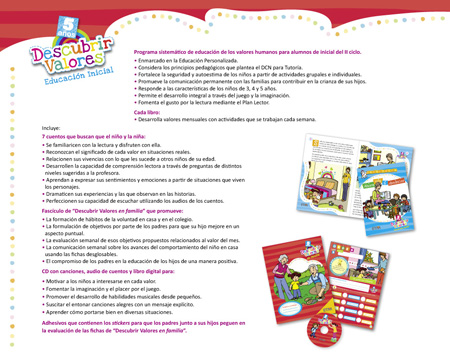 5
años
Descubrir
Valores
Educación Inicial
Programa sistemático de educación de los valores humanos para alumnos de Inicial del II ciclo.
• Enmarcado en la Educación Personalizada.
• Considera los principios pedagógicos que plantea el DCN para Tutoría.
• Fortalece la seguridad y autoestima de los niños a partir de actividades grupales e individuales.
• Promueve la comunicación permanente con las familias para contribuir en la crianza de sus hijos.
• Responde a las características de los niños de 3, 4 y 5 años.
• Permite el desarrollo integral a través del juego y la imaginación.
• Fomenta el gusto por la lectura mediante el Plan Lector.
Cada libro:
• Desarrolla valores mensuales con actividades que se trabajan cada semana.
Incluye:
7 cuentos que buscan que el niño y la niña:
• Se familiaricen con la lectura y disfruten con ella.
• Reconozcan el significado de cada valor en situaciones reales.
• Relacionen sus vivencias con lo que les sucede a otros niños de su edad.
• Desarrollen la capacidad de comprensión lectora a través de preguntas de distintos
niveles sugeridas a la profesora.
• Aprendan a expresar sus sentimientos y emociones a partir de situaciones que viven
los personajes.
• Dramaticen sus experiencias y las que observan en las historias.
• Perfeccionen su capacidad de escuchar utilizando los audios de los cuentos.
Fascículo de "Descubrir Valores en familia" que promueve:
• La formación de hábitos de la voluntad en casa y en el colegio.
• La formulación de objetivos por parte de los padres para que su hijo mejore en un
aspecto puntual.
• La evaluación semanal de esos objetivos propuestos relacionados al valor del mes.
• La comunicación semanal sobre los avances del comportamiento del niño en casa
usando las fichas desglosables.
• El compromiso de los padres en la educación de los hijos de una manera positiva.
CD con canciones, audio de cuentos y libro digital para:
• Motivar a los niños a interesarse en cada valor.
• Fomentar la imaginación y el placer por el juego.
• Promover el desarrollo de habilidades musicales desde pequeños.
• Suscitar el entonar canciones alegres con un mensaje explícito.
• Aprender cómo portarse bien en diversas situaciones.
Adhesivos que contienen los stickers para que los padres junto a sus hijos peguen en
la evaluación de las fichas de "Descubrir Valores en familia".